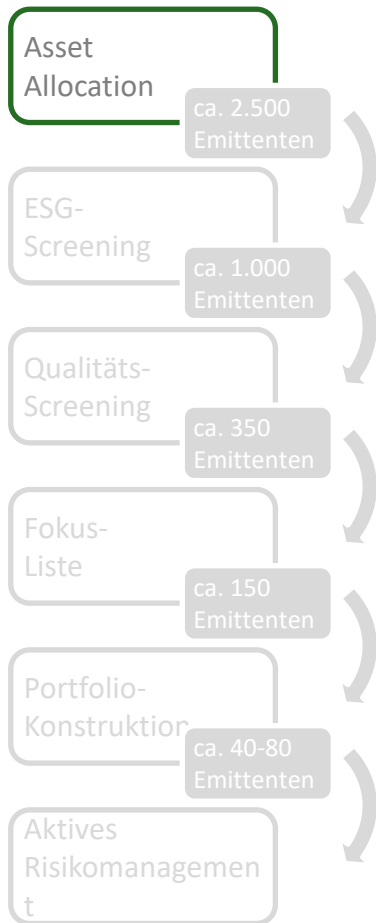 Asset
Allocation
ca. 2.500
Emittenten
ESG-
Screening
ca. 1.000
Emittenten
Qualitäts-
Screening
ca. 350
Emittenten
Fokus-
Liste
ca. 150
Emittenten
Portfolio-
Konstruktion
ca. 40-80
Emittenten
Aktives
Risikomanagemen
t